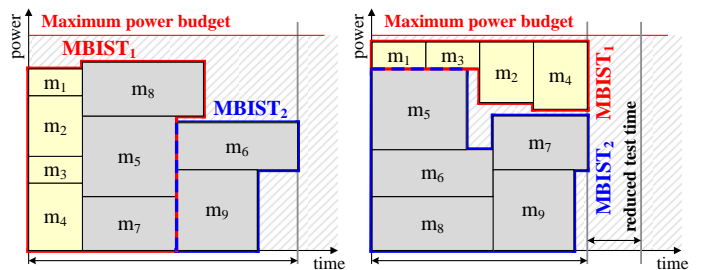 Maximum power budget
power
MBIST1
m1
m8
MBIST2
m2
m5
m6
m3
m4
m7
m9
time
Maximum power budget
power
m1
m3
m2
m4
MBIST1
m5
m7
m6
MBIST2
reduced test time
m8
m9
time